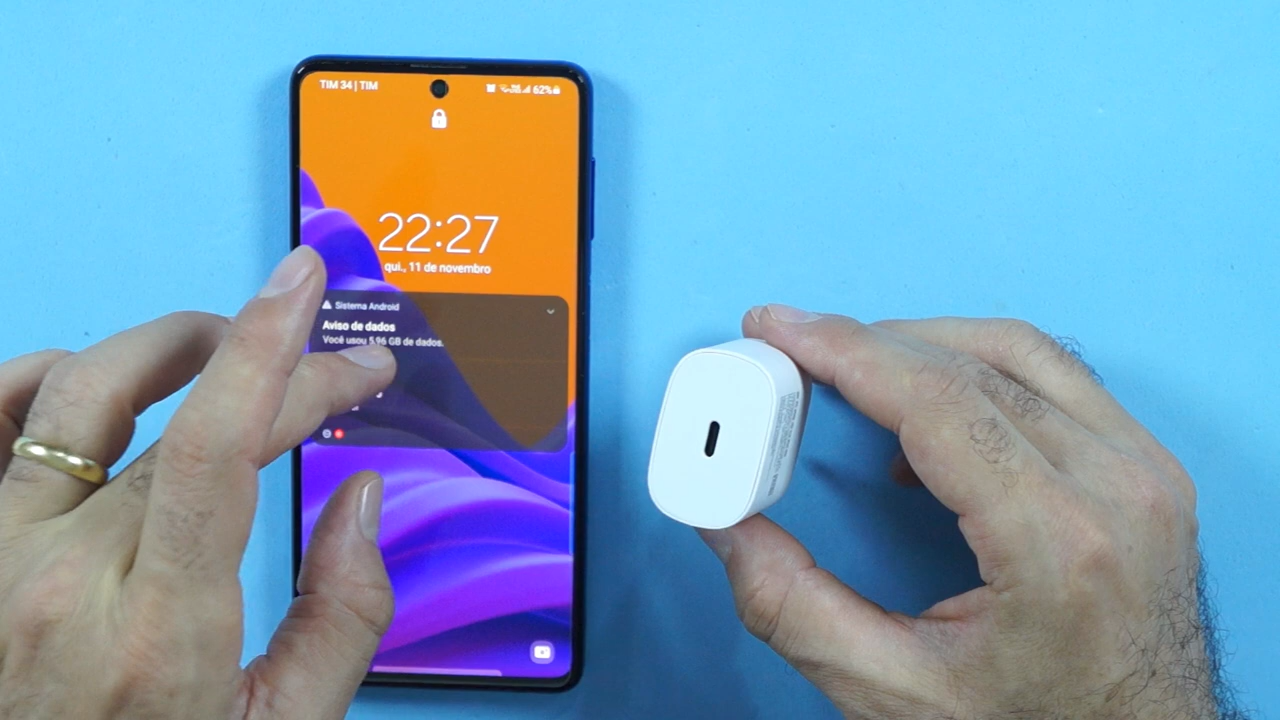 TIM 34 | TIM
62%
22:27
qui., 11 de novembro
Sistema Android
Aviso de dados
Você usou 5,96 GB de dados.